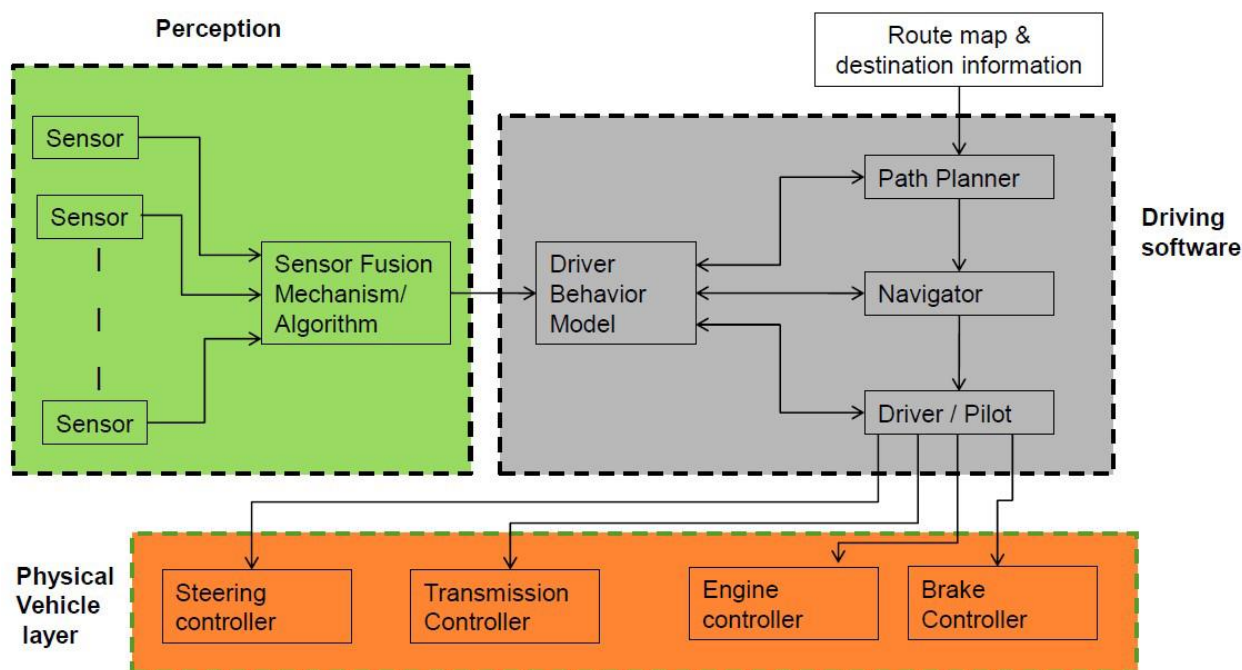 Perception
Route map &
destination information
Sensor
Sensor
Sensor
Sensor Fusion
Mechanism/
Algorithm
Driver
Behavior
Model
Path Planner
Navigator
Driver / Pilot
Driving
software
Physical
Vehicle
layer
Steering
controller
Transmission
Controller
Engine
controller
Brake
Controller